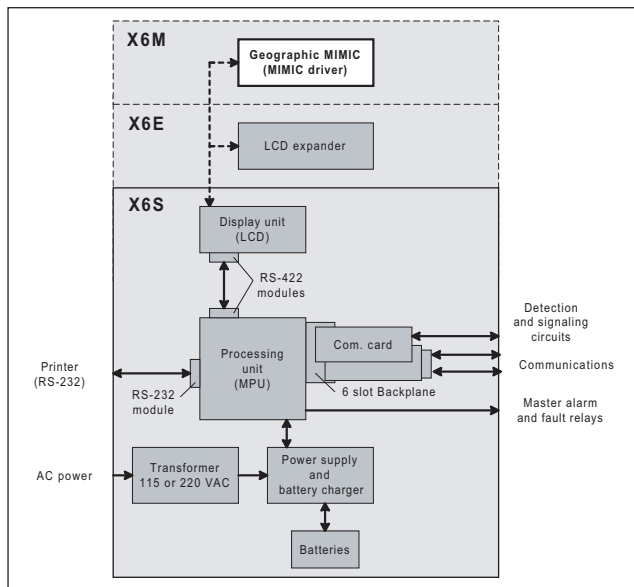 X6M
Geographic MIMIC
(MIMIC driver)
X6E
LCD expander
X6S
Display unit
(LCD)
RS-422
modules
Detection
and signaling
circuits
Processing
unit
(MPU)
Com. card
Printer
(RS-232)
Communications
RS-232
module
6 slot Backplane
Master alarm
and fault relays
AC power
Transformer
115 or 220 VAC
Power supply
and
battery charger
Batteries